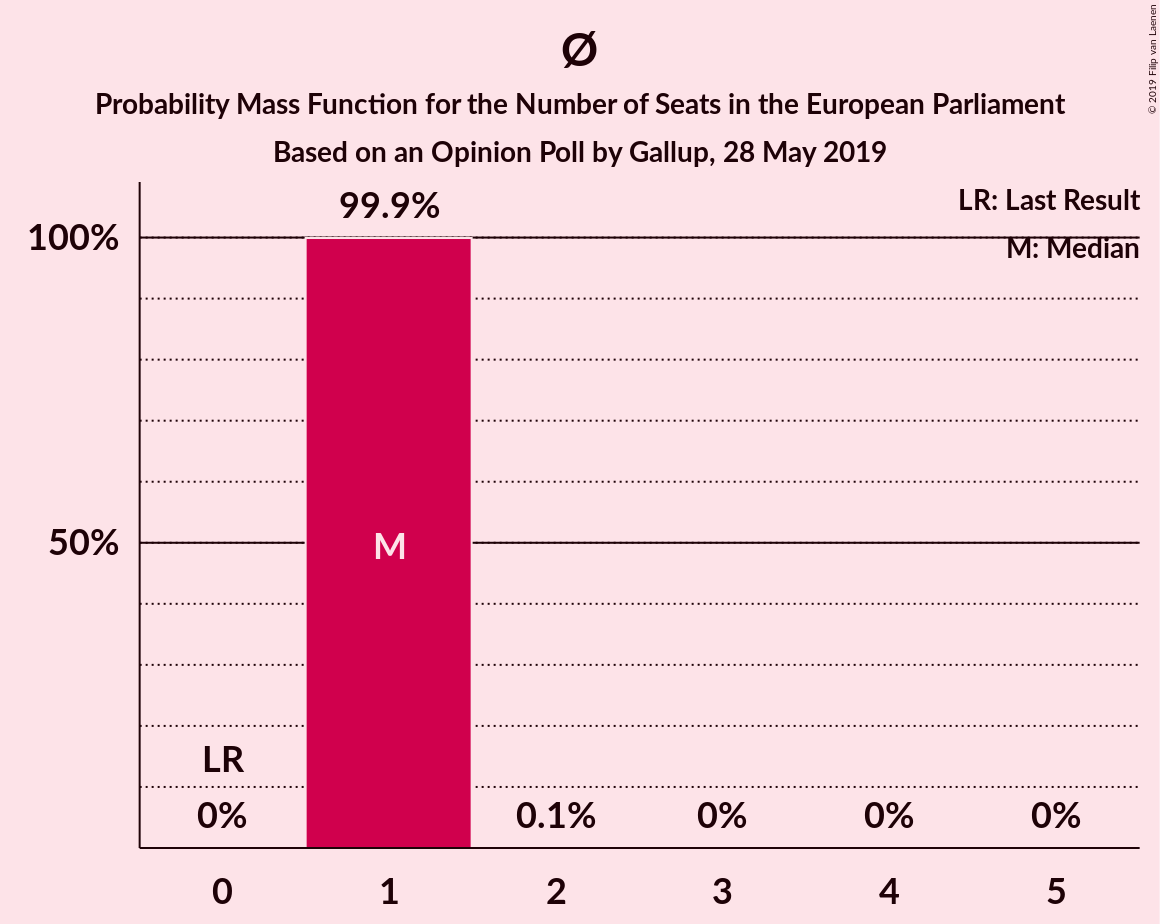 Ø
Probability Mass Function for the Number of Seats in the European Parliament
Based on an Opinion Poll by Gallup, 28 May 2019
© 2019 Filip van Laenen
LR: Last Result
M: Median
99.9%
100%
50%
M
LR
0%
0.1%
0%
0%
0%
0
1
2
3
4
5